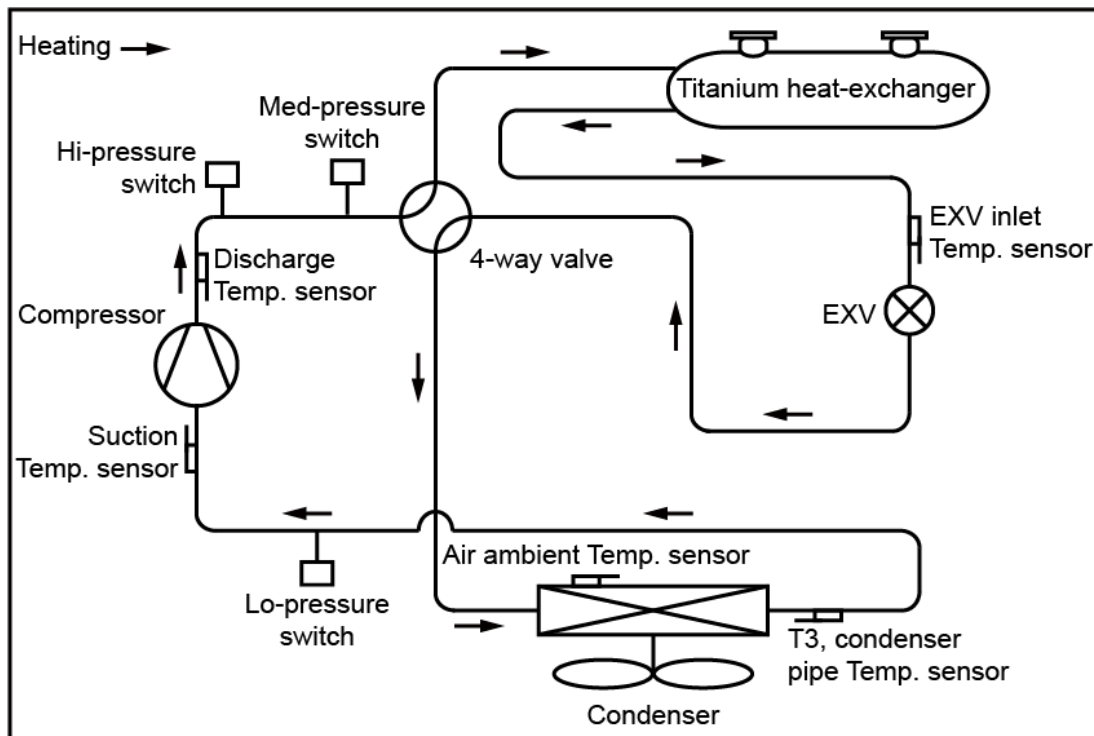 Heating
Titanium heat-exchanger
Med-pressure
switch
Hi-pressure
switch
EXV inlet
Temp. sensor
4-way valve
Discharge
Temp. sensor
Compressor
EXV
Suction
Temp. sensor
Air ambient Temp. sensor
Lo-pressure
switch
T3, condenser
pipe Temp. sensor
Condenser